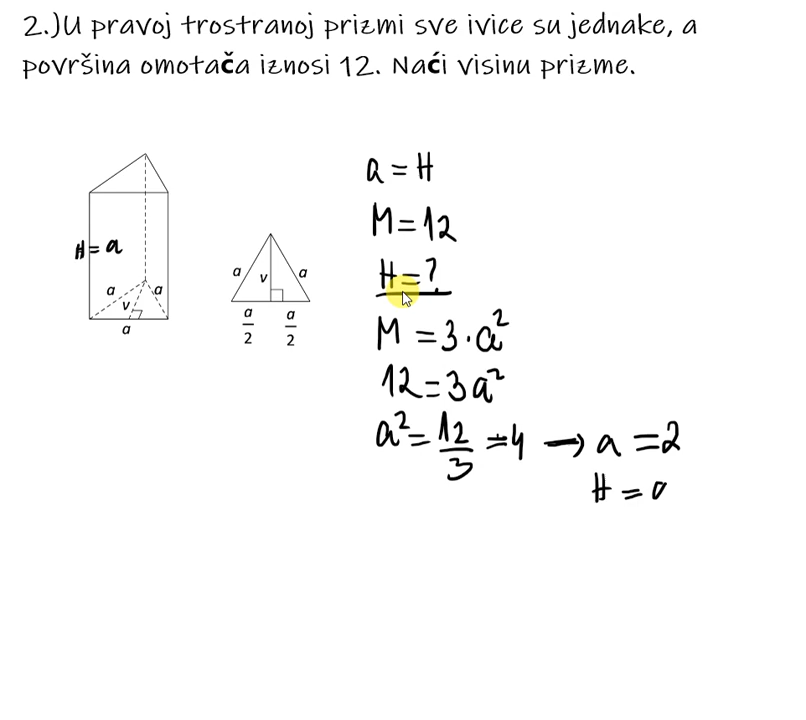 2.)U pravoj trostranoj prizmi sve ivice su jednake, a
površina omotača iznosi 12. Naći visinu prizme.
a = H
M = 12
H = ?
M = 3 · a²
12 = 3a²
a² = 12/3 = 4 → a = 2
H = a
H = a
a
a
v
a
a
v
a
a/2
a/2